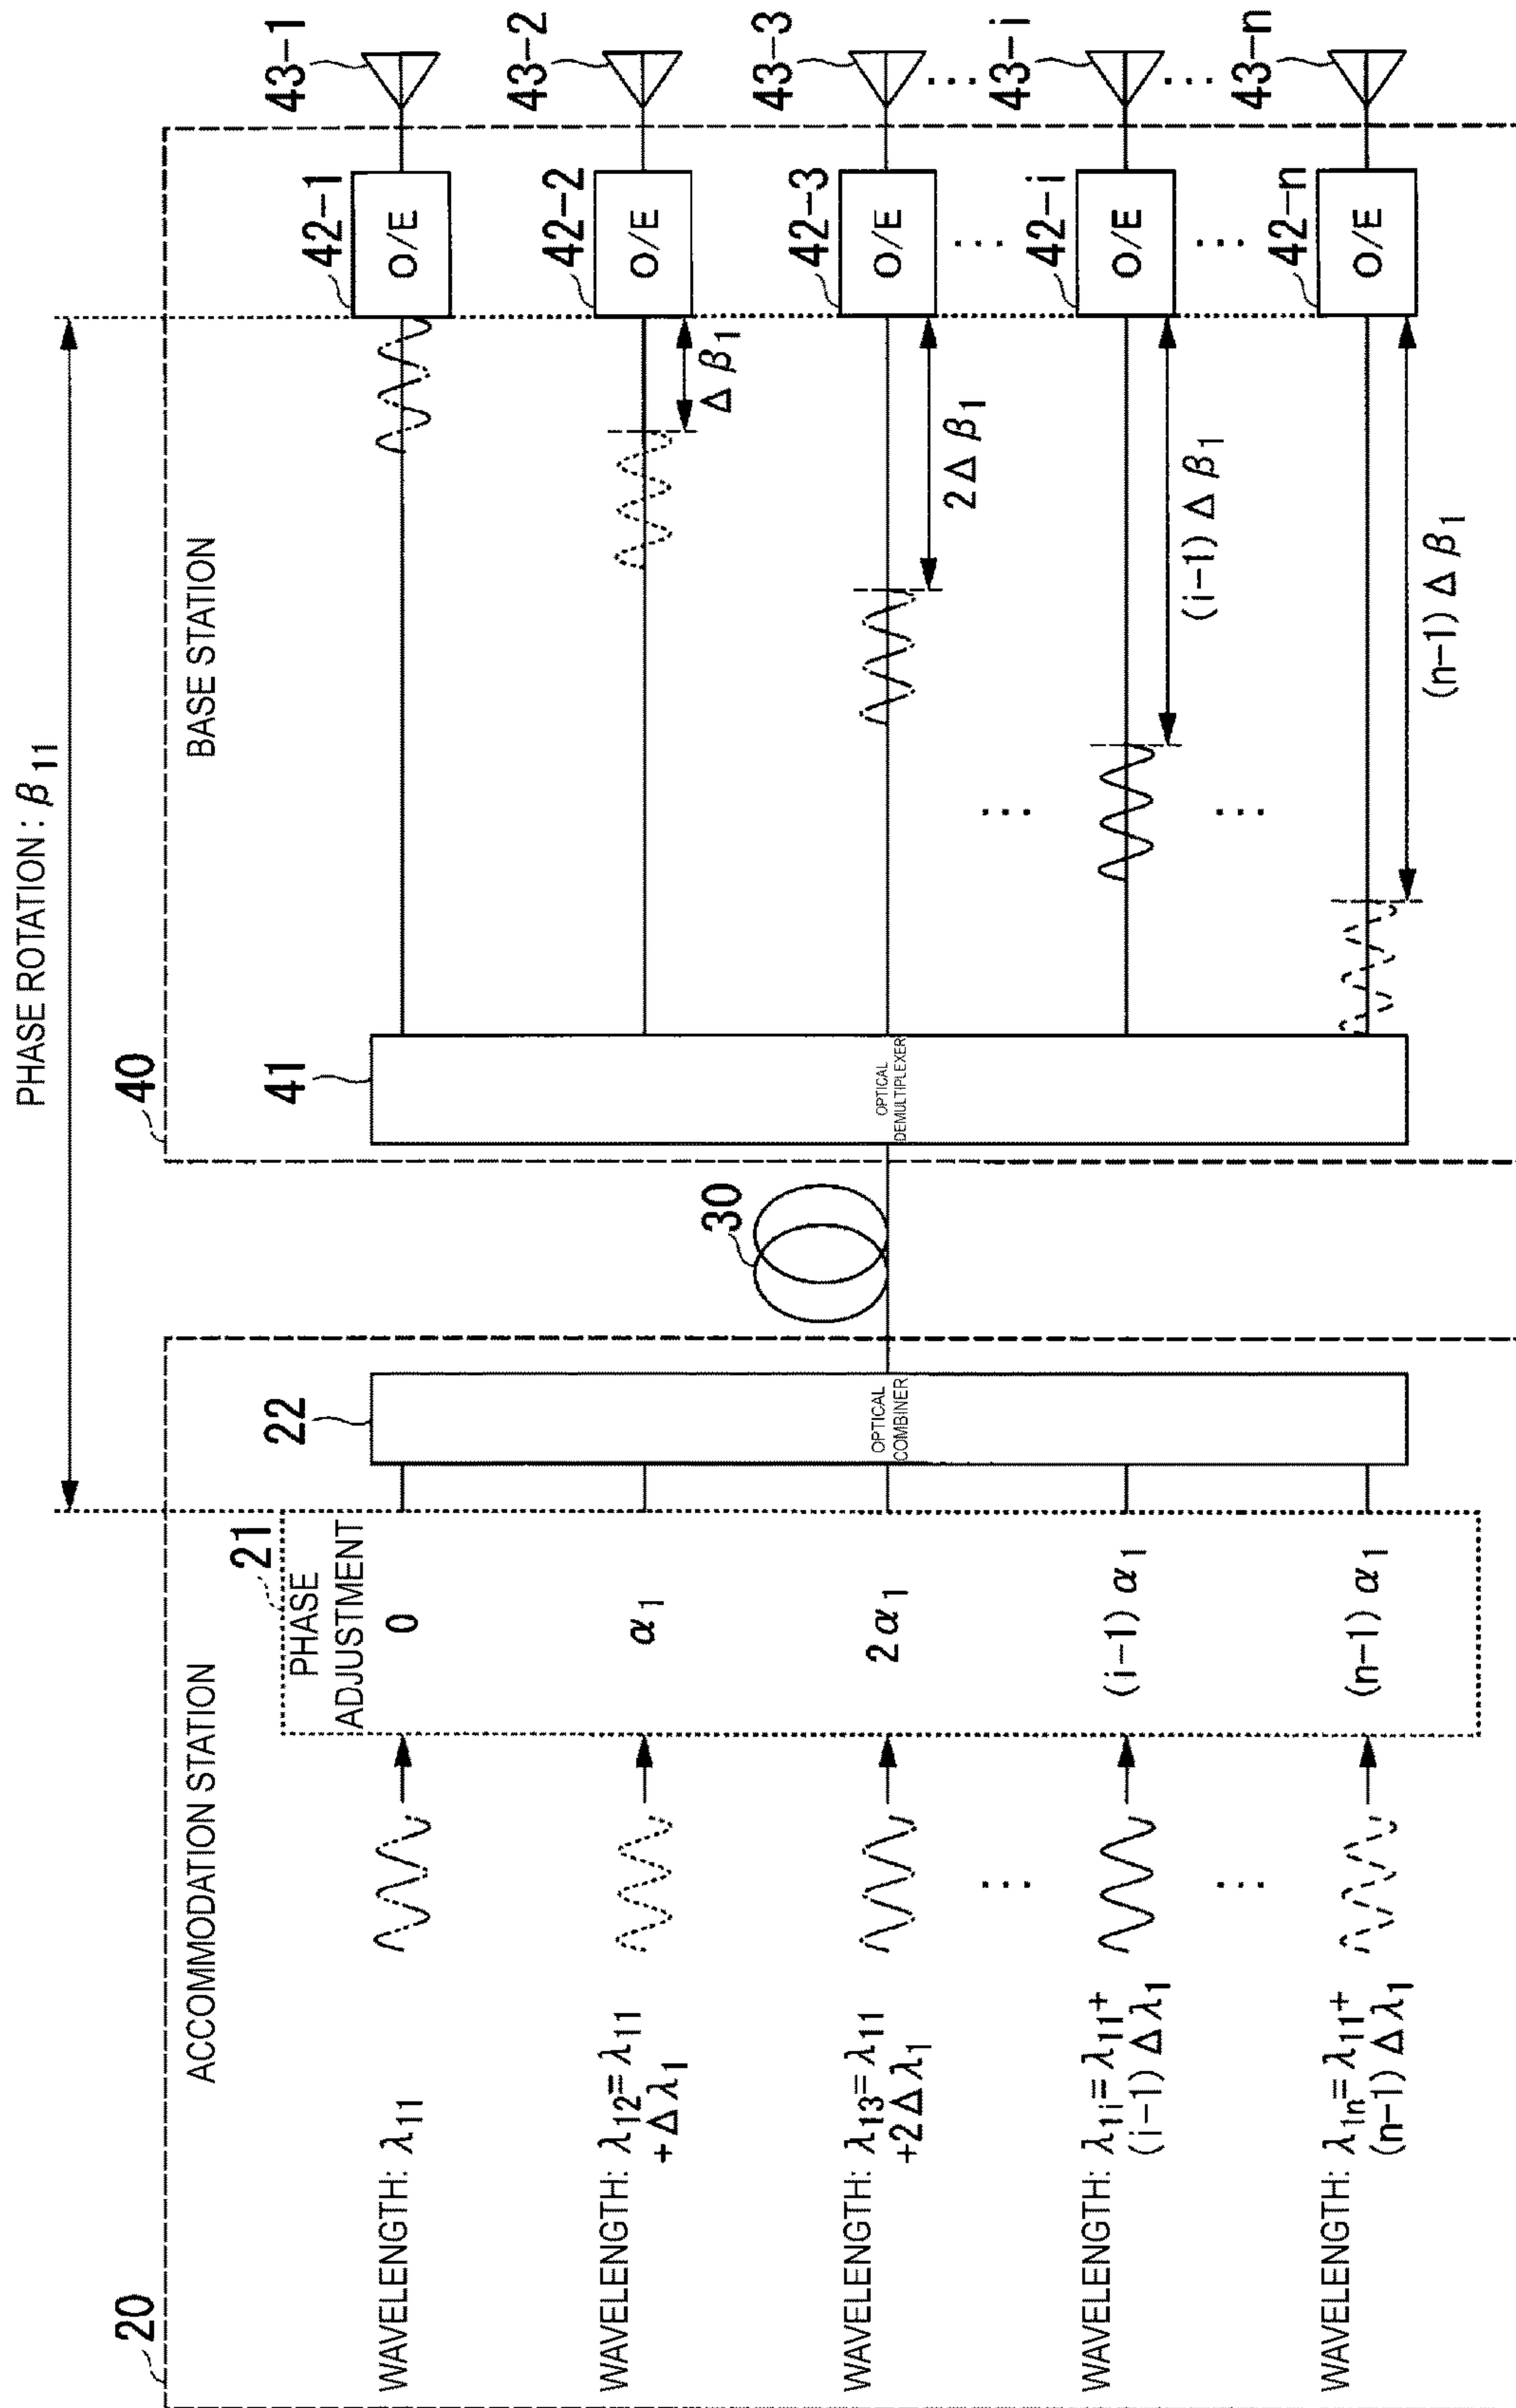 PHASE ROTATION : β11
20
ACCOMMODATION STATION
40
BASE STATION
21
PHASE
ADJUSTMENT
22
OPTICAL
COMBINER
30
41
OPTICAL
DEMULTIPLEXER
WAVELENGTH: λ11
0
42-1
O/E
43-1
WAVELENGTH: λ12=λ11
+Δλ1
α1
Δβ1
42-2
O/E
43-2
WAVELENGTH: λ13=λ11
+2Δλ1
2α1
2Δβ1
42-3
O/E
43-3
...
...
...
...
...
WAVELENGTH: λ1i=λ11+
(i-1)Δλ1
(i-1)α1
(i-1)Δβ1
42-i
O/E
43-i
...
...
...
...
WAVELENGTH: λ1n=λ11+
(n-1)Δλ1
(n-1)α1
(n-1)Δβ1
42-n
O/E
43-n